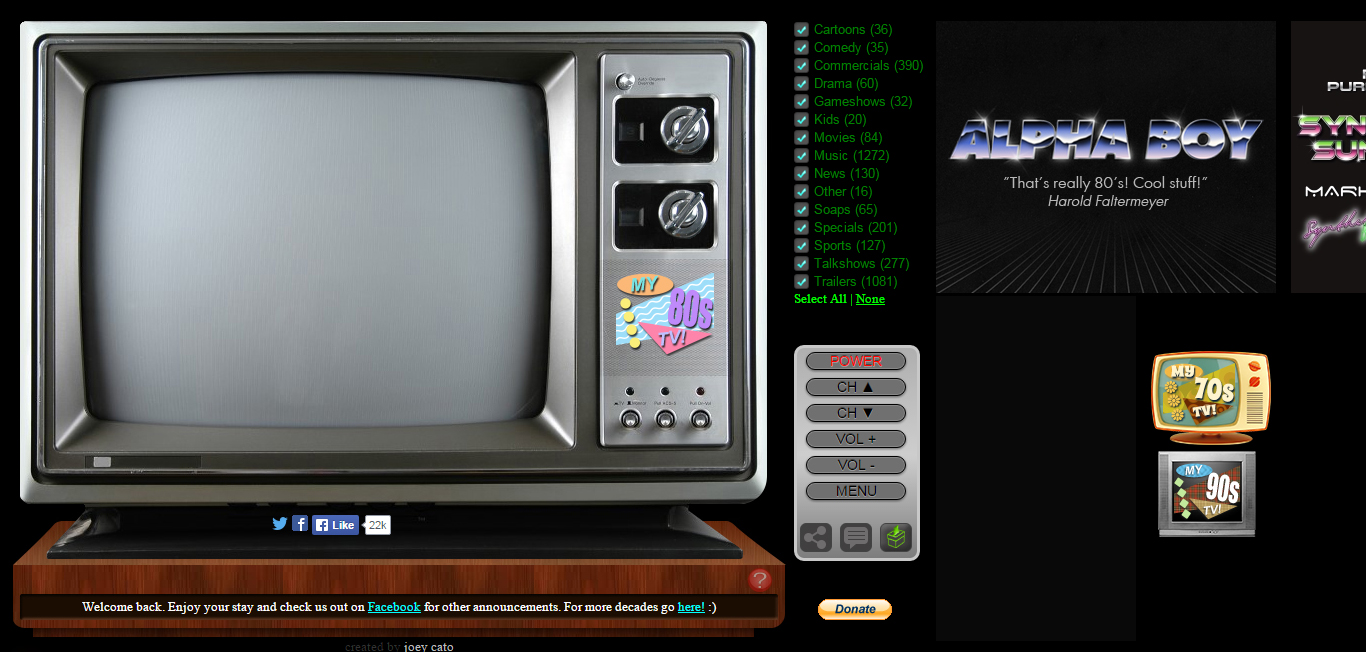 MY
80s
TV!
Like
22k
Welcome back. Enjoy your stay and check us out on Facebook for other announcements. For more decades go here! :)
created by joey cato
Cartoons (36)
Comedy (35)
Commercials (390)
Drama (60)
Gameshows (32)
Kids (20)
Movies (84)
Music (1272)
News (130)
Other (16)
Soaps (65)
Specials (201)
Sports (127)
Talkshows (277)
Trailers (1081)
Select All | None
POWER
CH ▲
CH ▼
VOL +
VOL -
MENU
?
Donate
ALPHA BOY
"That's really 80's! Cool stuff!"
Harold Faltermeyer
MY
70s
TV!
MY
90s
TV!